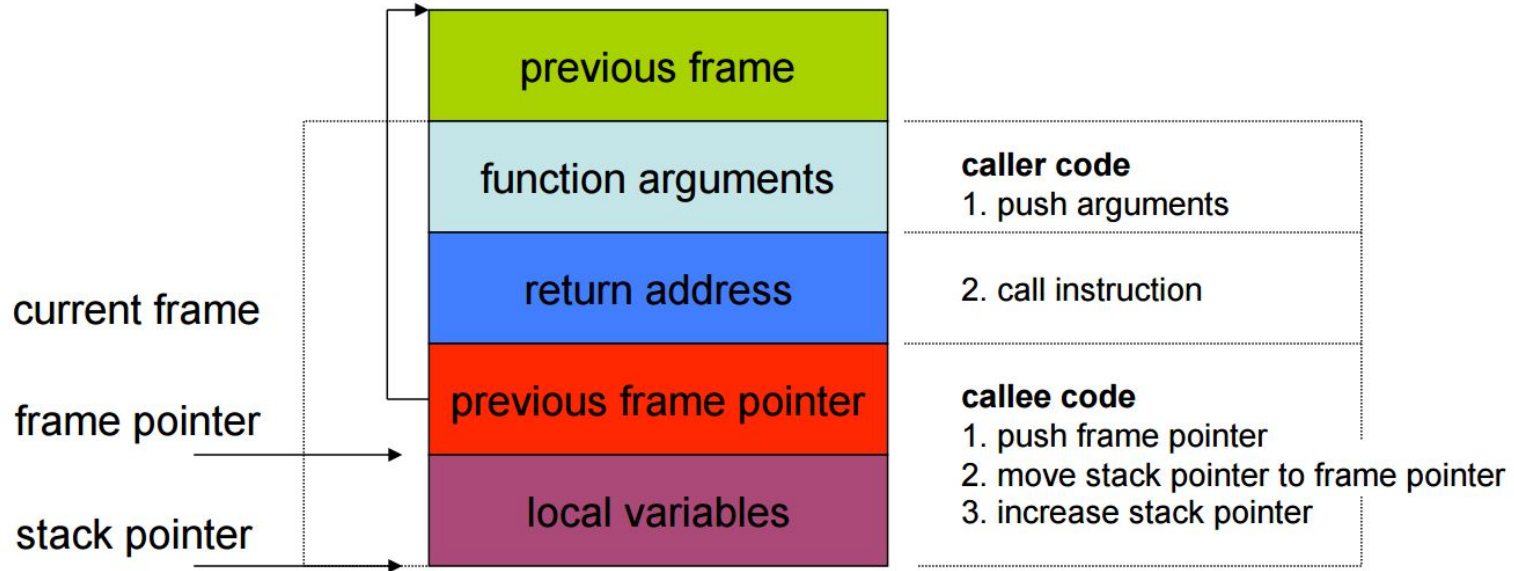 previous frame
function arguments
return address
previous frame pointer
local variables
current frame
frame pointer
stack pointer
caller code
1. push arguments
2. call instruction
callee code
1. push frame pointer
2. move stack pointer to frame pointer
3. increase stack pointer